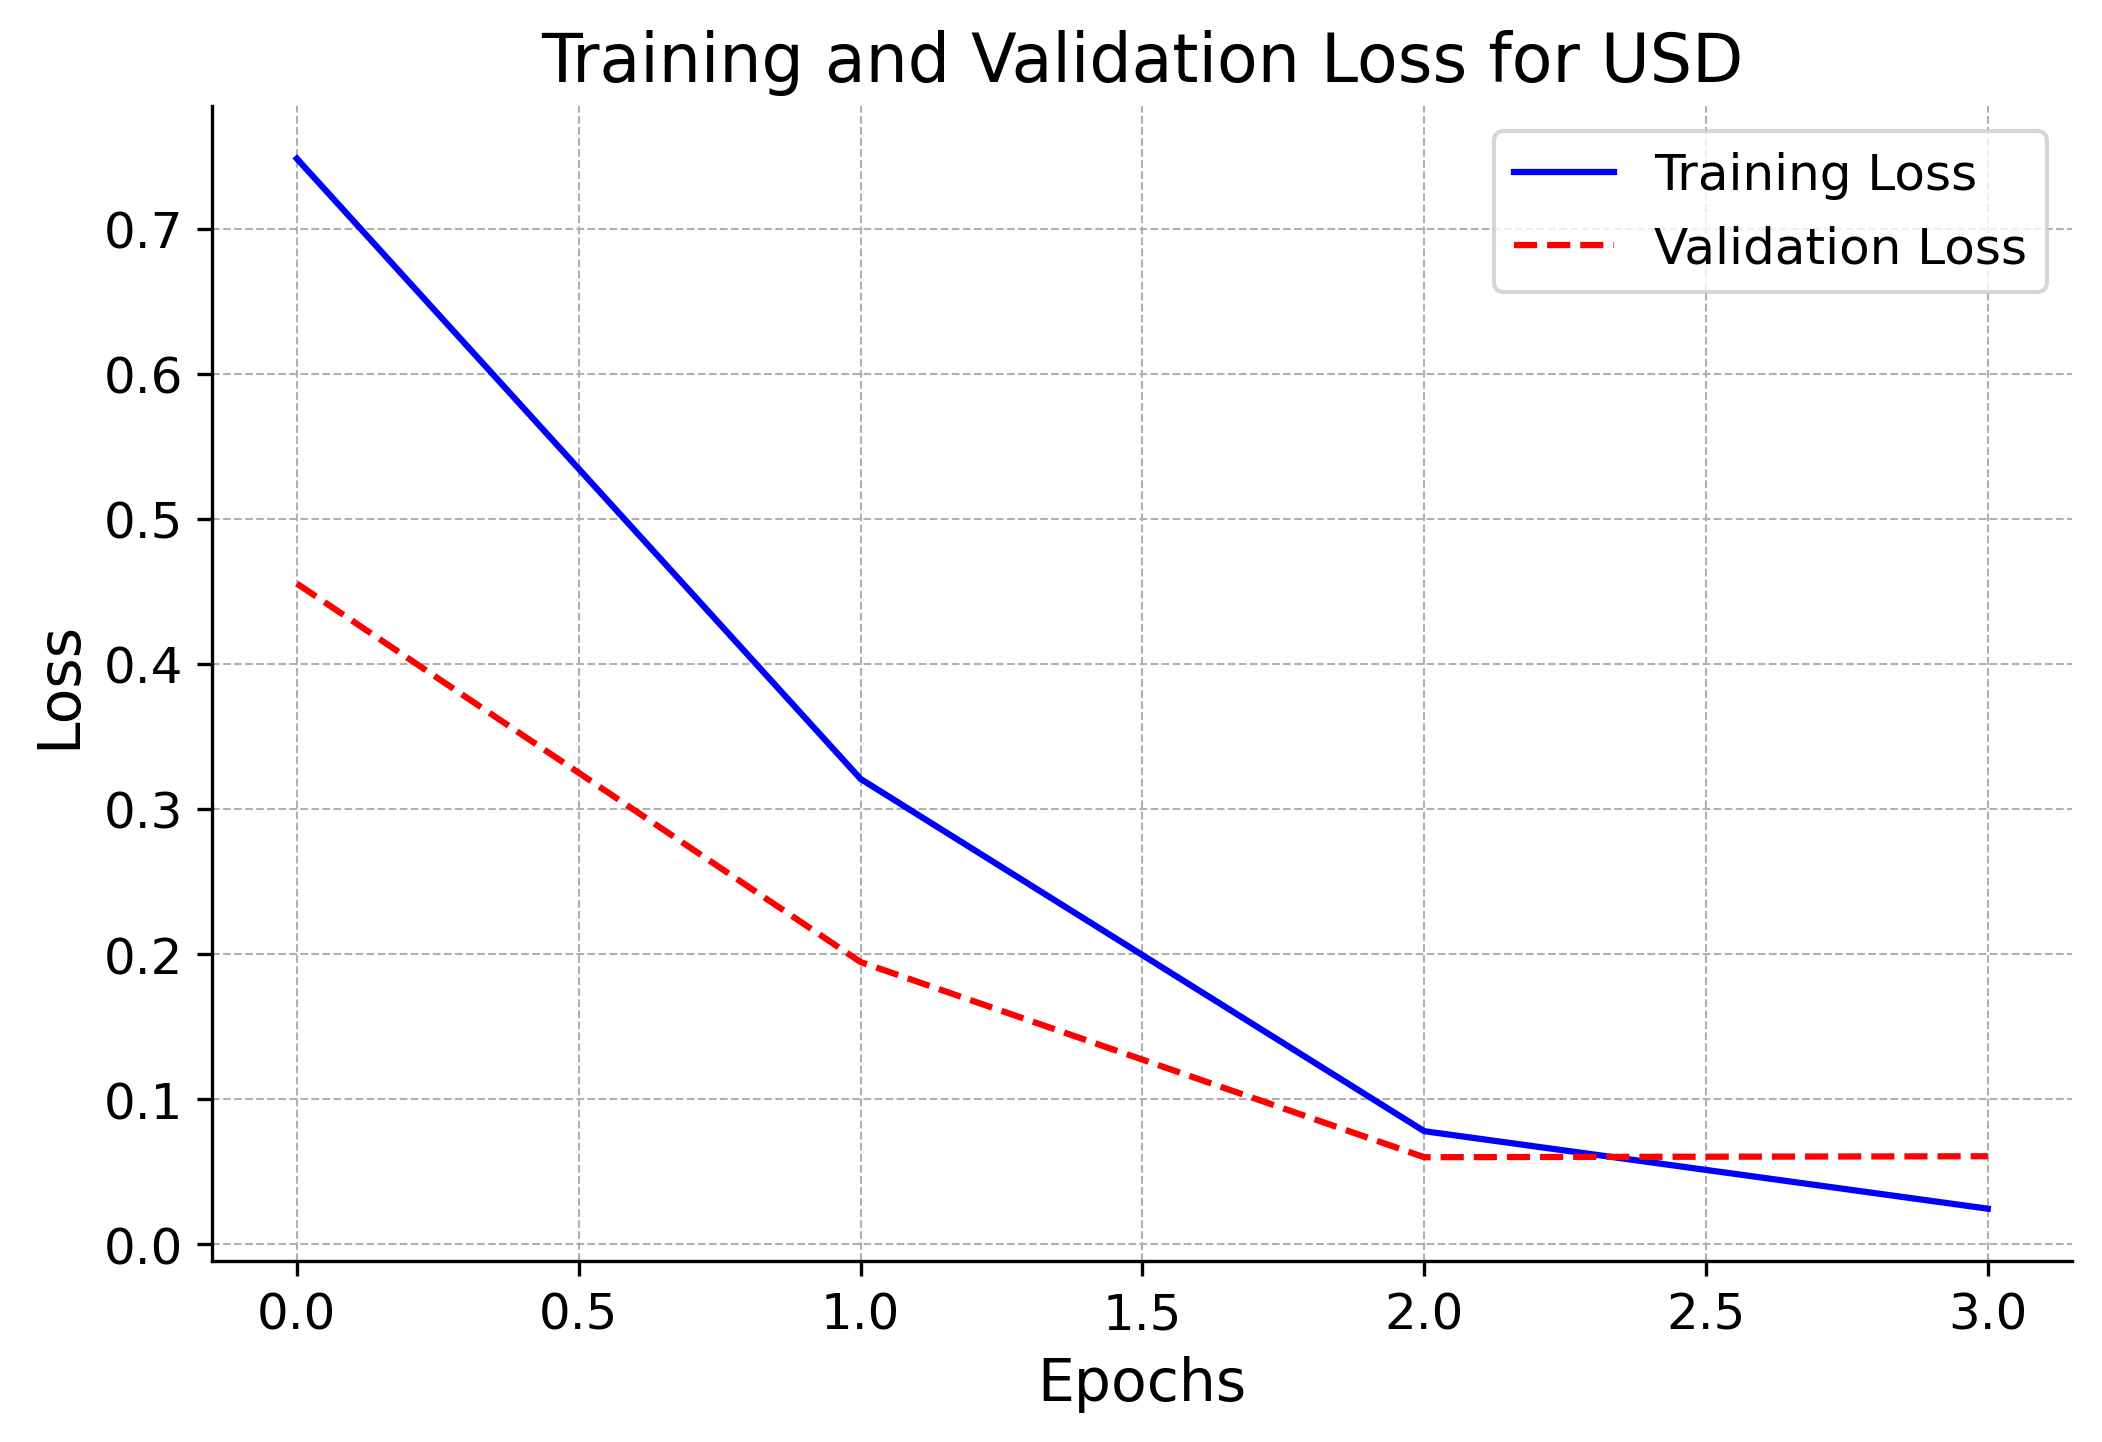 Training and Validation Loss for USD
Training Loss
Validation Loss
Loss
0.7
0.6
0.5
0.4
0.3
0.2
0.1
0.0
0.0 0.5 1.0 1.5 2.0 2.5 3.0
Epochs